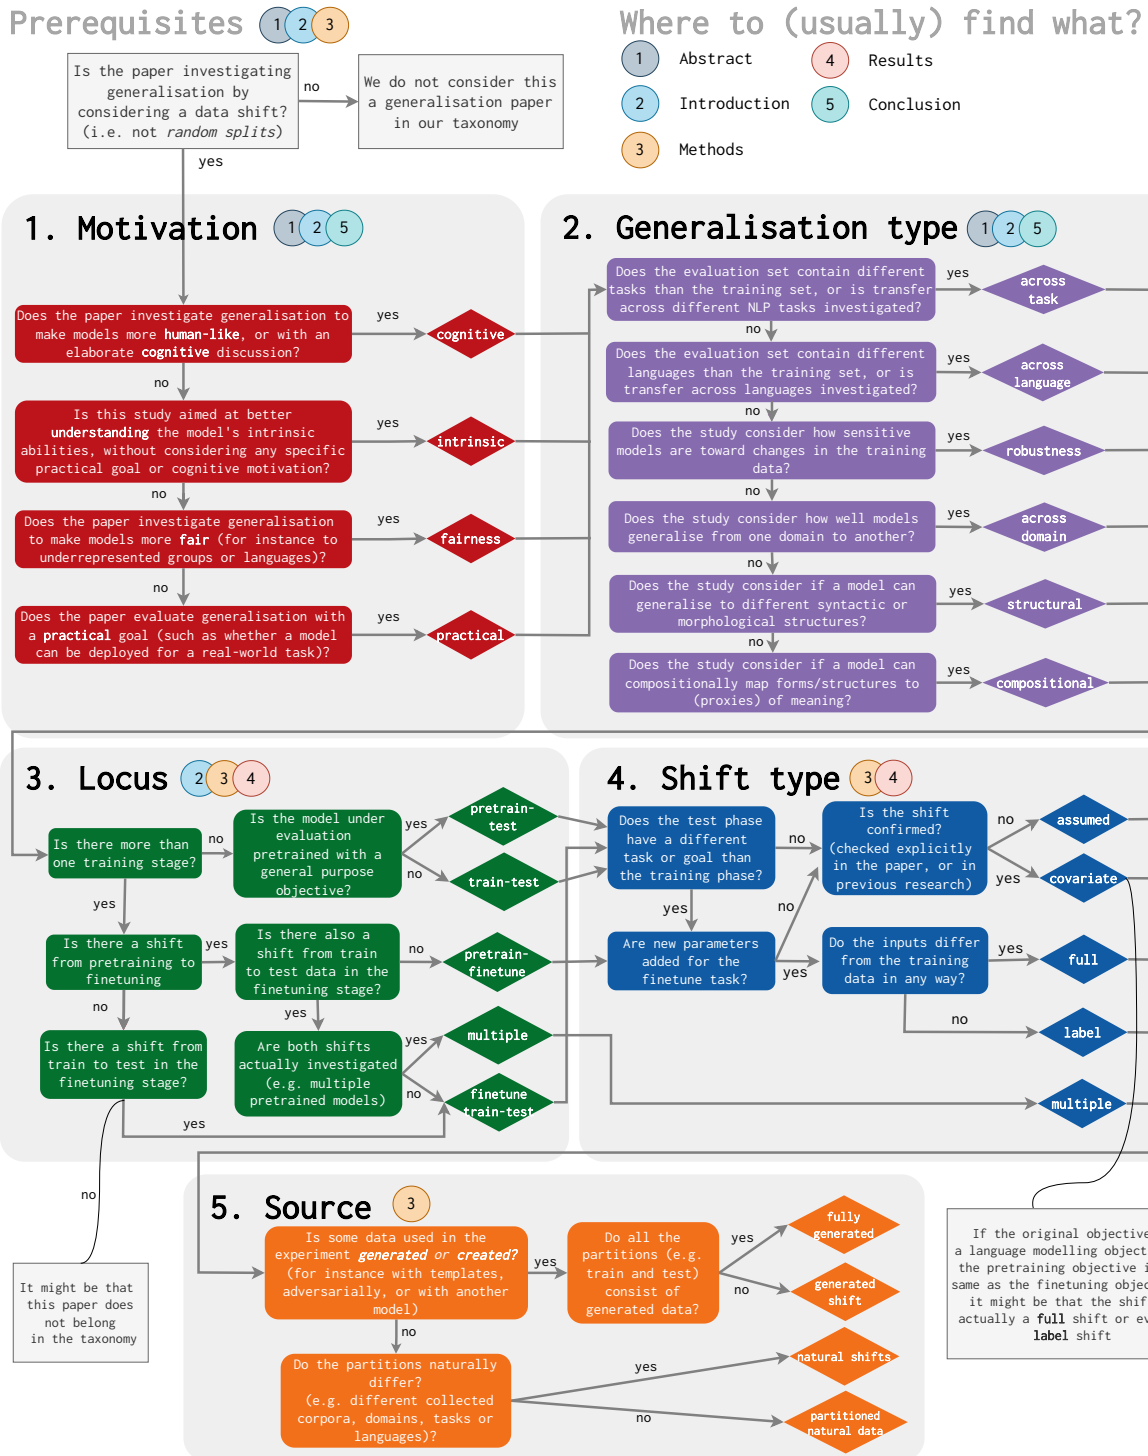 Prerequisites 1 2 3
Is the paper investigating
generalisation by
considering a data shift?
(i.e. not random splits)
no
We do not consider this
a generalisation paper
in our taxonomy
yes
Where to (usually) find what?
1 Abstract
2 Introduction
3 Methods
4 Results
5 Conclusion
1. Motivation 1 2 5
Does the paper investigate generalisation to
make models more human-like, or with an
elaborate cognitive discussion?
yes
cognitive
no
Is this study aimed at better
understanding the model's intrinsic
abilities, without considering any specific
practical goal or cognitive motivation?
yes
intrinsic
no
Does the paper investigate generalisation
to make models more fair (for instance to
underrepresented groups or languages)?
yes
fairness
no
Does the paper evaluate generalisation with
a practical goal (such as whether a model
can be deployed for a real-world task)?
yes
practical
2. Generalisation type 1 2 5
Does the evaluation set contain different
tasks than the training set, or is transfer
across different NLP tasks investigated?
yes
across
task
no
Does the evaluation set contain different
languages than the training set, or is
transfer across languages investigated?
yes
across
language
no
Does the study consider how sensitive
models are toward changes in the training
data?
yes
robustness
no
Does the study consider how well models
generalise from one domain to another?
yes
across
domain
no
Does the study consider if a model can
generalise to different syntactic or
morphological structures?
yes
structural
no
Does the study consider if a model can
compositionally map forms/structures to
(proxies) of meaning?
yes
compositional
3. Locus 2 3 4
Is there more than
one training stage?
no
Is the model under
evaluation
pretrained with a
general purpose
objective?
yes
pretrain-
test
no
train-test
yes
Is there a shift
from pretraining to
finetuning
yes
Is there also a
shift from train
to test data in the
finetuning stage?
no
pretrain-
finetune
no
yes
Is there a shift from
train to test in the
finetuning stage?
Are both shifts
actually investigated
(e.g. multiple
pretrained models)
yes
multiple
no
finetune
train-test
yes
no
It might be that
this paper does
not belong
in the taxonomy
4. Shift type 3 4
Does the test phase
have a different
task or goal than
the training phase?
no
Is the shift
confirmed?
(checked explicitly
in the paper, or in
previous research)
no
assumed
yes
covariate
yes
no
Are new parameters
added for the
finetune task?
yes
Do the inputs differ
from the training
data in any way?
yes
full
no
label
multiple
If the original objective
a language modelling object
the pretraining objective i
same as the finetuning objec
it might be that the shif
actually a full shift or ev
label shift
5. Source 3
Is some data used in the
experiment generated or created?
(for instance with templates,
adversarially, or with another
model)
yes
Do all the
partitions (e.g.
train and test)
consist of
generated data?
yes
fully
generated
no
generated
shift
no
Do the partitions naturally
differ?
(e.g. different collected
corpora, domains, tasks or
languages)?
yes
natural shifts
no
partitioned
natural data